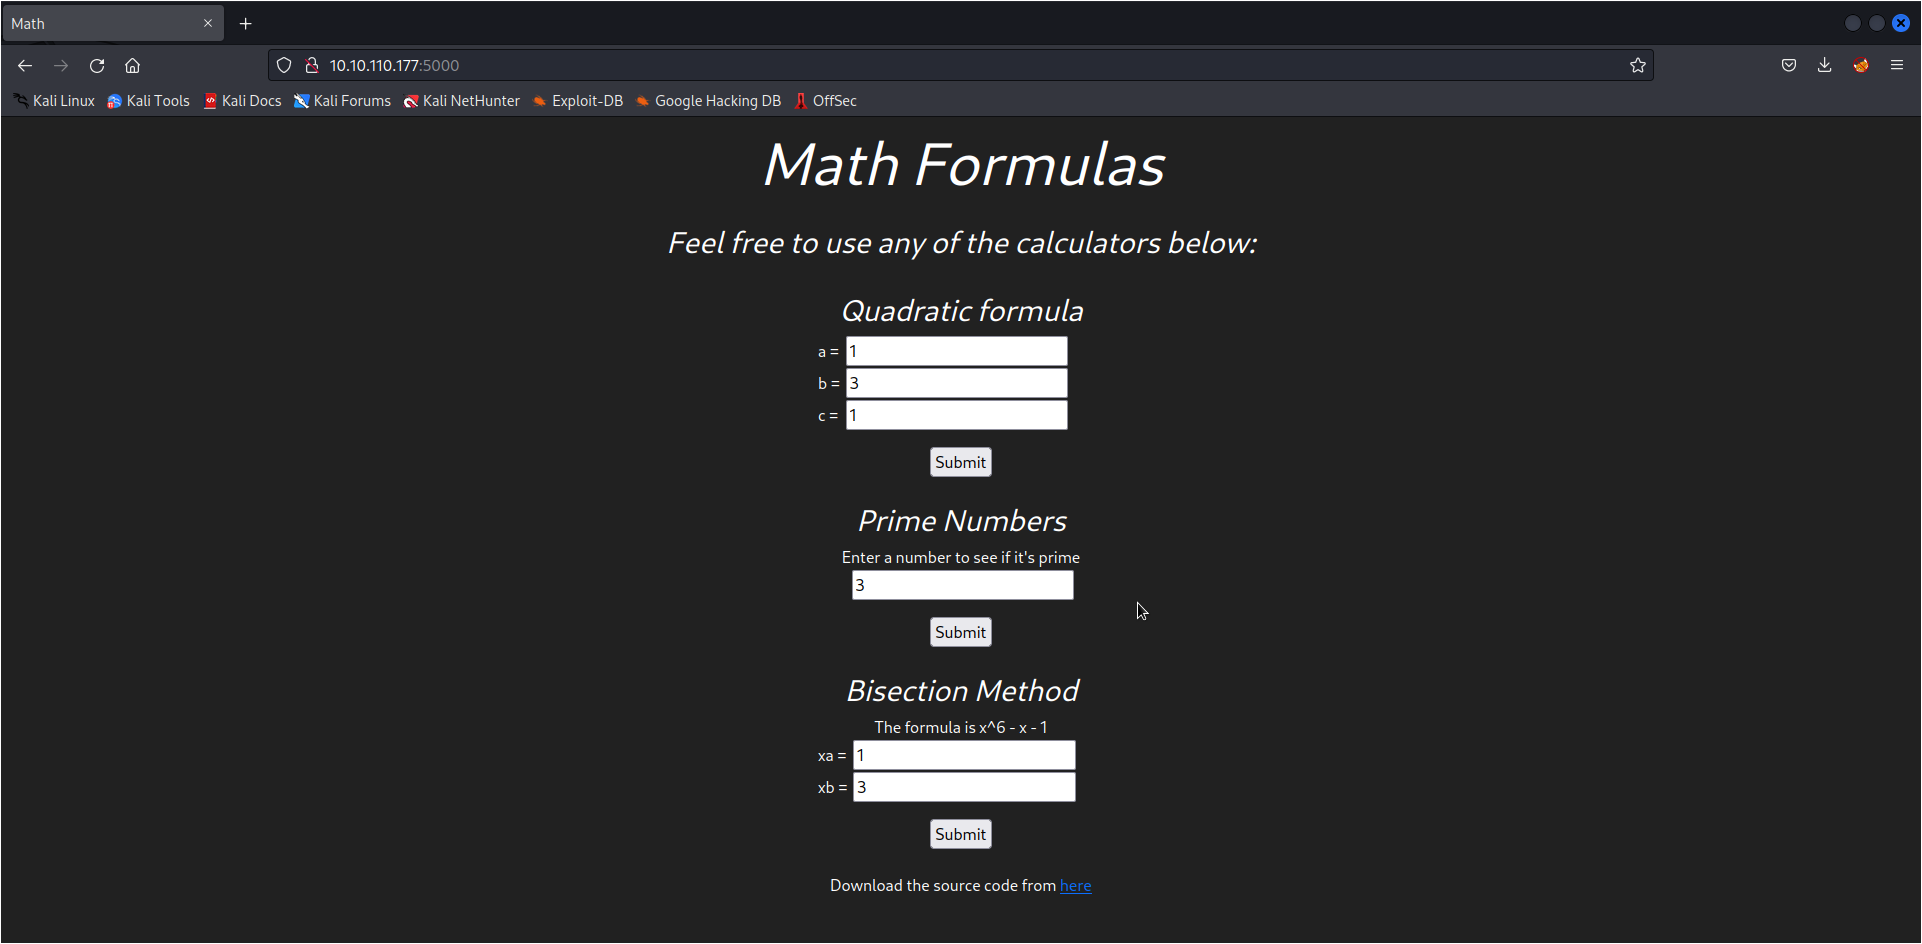 Math
10.10.110.177:5000
Kali Linux Kali Tools Kali Docs Kali Forums Kali NetHunter Exploit-DB Google Hacking DB OffSec
Math Formulas
Feel free to use any of the calculators below:
Quadratic formula
a = 1
b = 3
c = 1
Submit
Prime Numbers
Enter a number to see if it's prime
3
Submit
Bisection Method
The formula is x^6 - x - 1
xa = 1
xb = 3
Submit
Download the source code from here